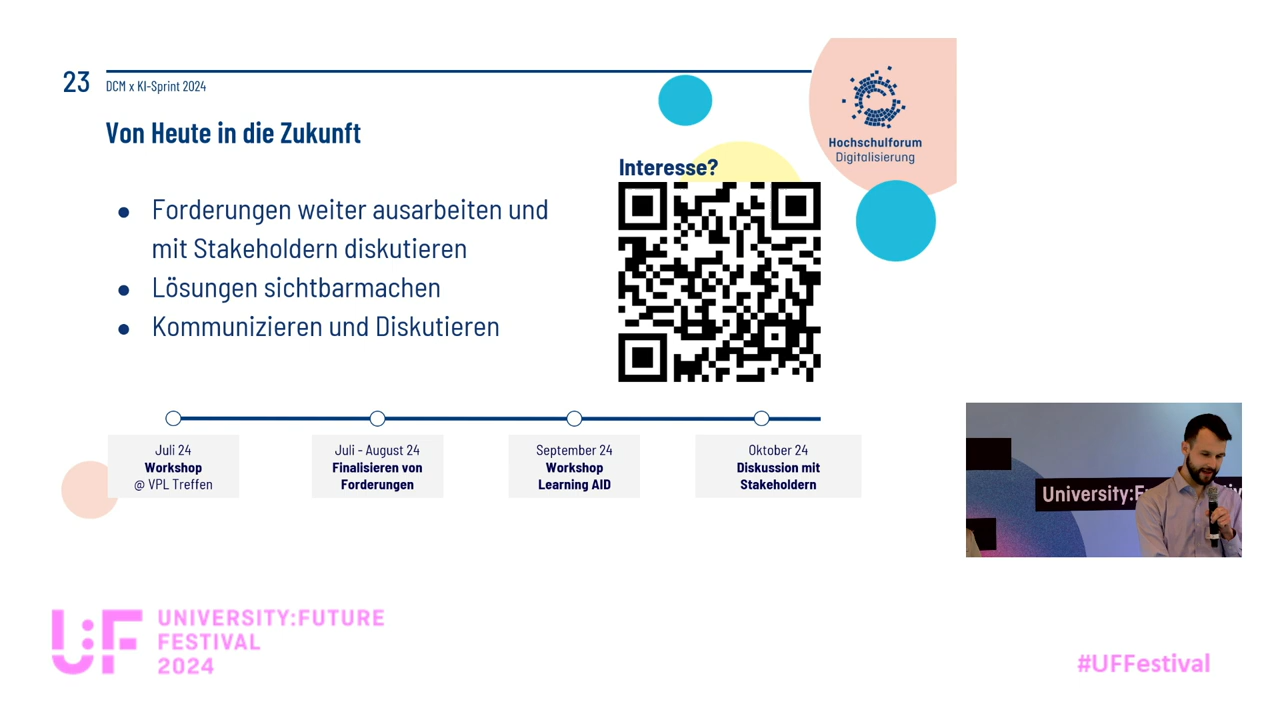 23
DCM x KI-Sprint 2024
Von Heute in die Zukunft
Hochschulforum
Digitalisierung
Interesse?
● Forderungen weiter ausarbeiten und
mit Stakeholdern diskutieren
● Lösungen sichtbarmachen
● Kommunizieren und Diskutieren
Juli 24
Workshop
@ VPL Treffen
Juli - August 24
Finalisieren von
Forderungen
September 24
Workshop
Learning AID
Oktober 24
Diskussion mit
Stakeholdern
University:F
U:F
UNIVERSITY:FUTURE
FESTIVAL
2024
#UFFestival